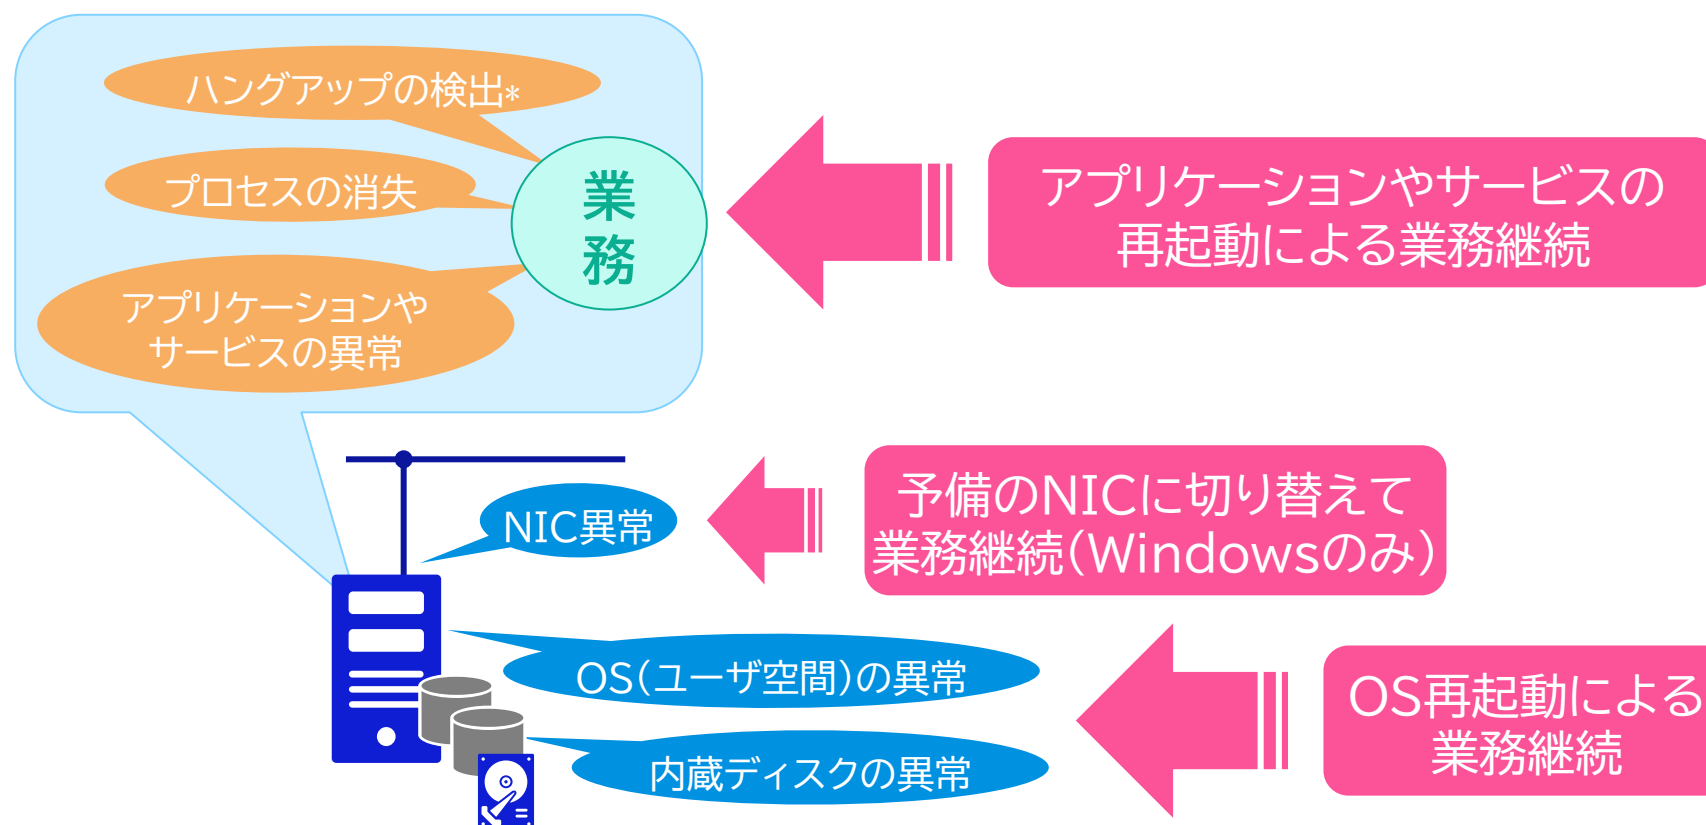 ハングアップの検出*
プロセスの消失
アプリケーションや
サービスの異常
業
務
アプリケーションやサービスの
再起動による業務継続
NIC異常
予備のNICに切り替えて
業務継続(Windowsのみ)
OS(ユーザ空間)の異常
内蔵ディスクの異常
OS再起動による
業務継続